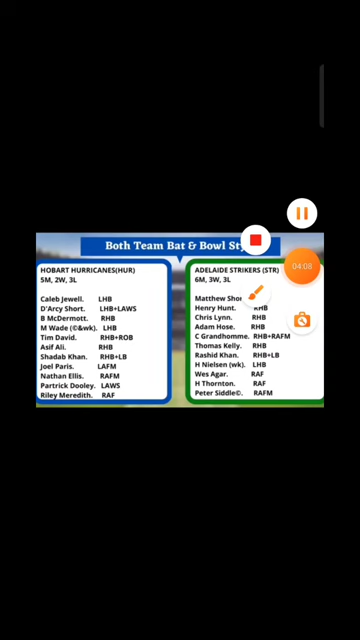 Both Team Bat & Bowl
04:08
HOBART HURRICANES(HUR)
5M, 2W, 3L
Caleb Jewell. LHB
D'Arcy Short. LHB+LAWS
B McDermott. RHB
M Wade (©&wk). LHB
Tim David. RHB+ROB
Asif Ali. RHB
Shadab Khan. RHB+LB
Joel Paris. LAFM
Nathan Ellis. RAFM
Partrick Dooley. LAWS
Riley Meredith. RAF
ADELAIDE STRIKERS (STR)
6M, 3W, 3L
Matthew
Henry Hunt. RHB
Chris Lynn. RHB
Adam Hose. RHB
C Grandhomme. RHB+RAFM
Thomas Kelly. RHB
Rashid Khan. RHB+LB
H Nielsen (wk). LHB
Wes Agar. RAF
H Thornton. RAF
Peter Siddle©. RAFM